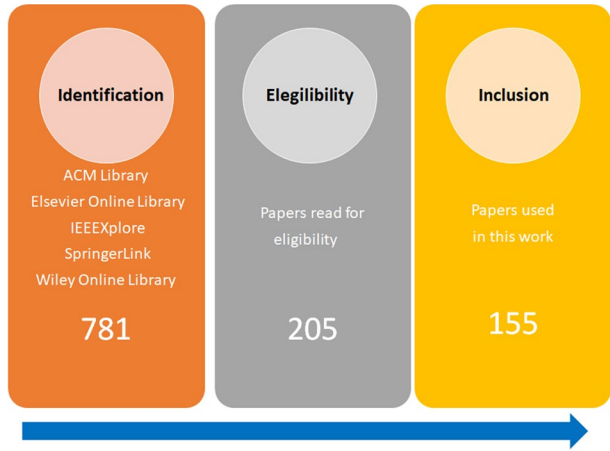 Identification
ACM Library
Elsevier Online Library
IEEEXplore
SpringerLink
Wiley Online Library
781
Elegilibility
Papers read for
eligibility
205
Inclusion
Papers used
in this work
155